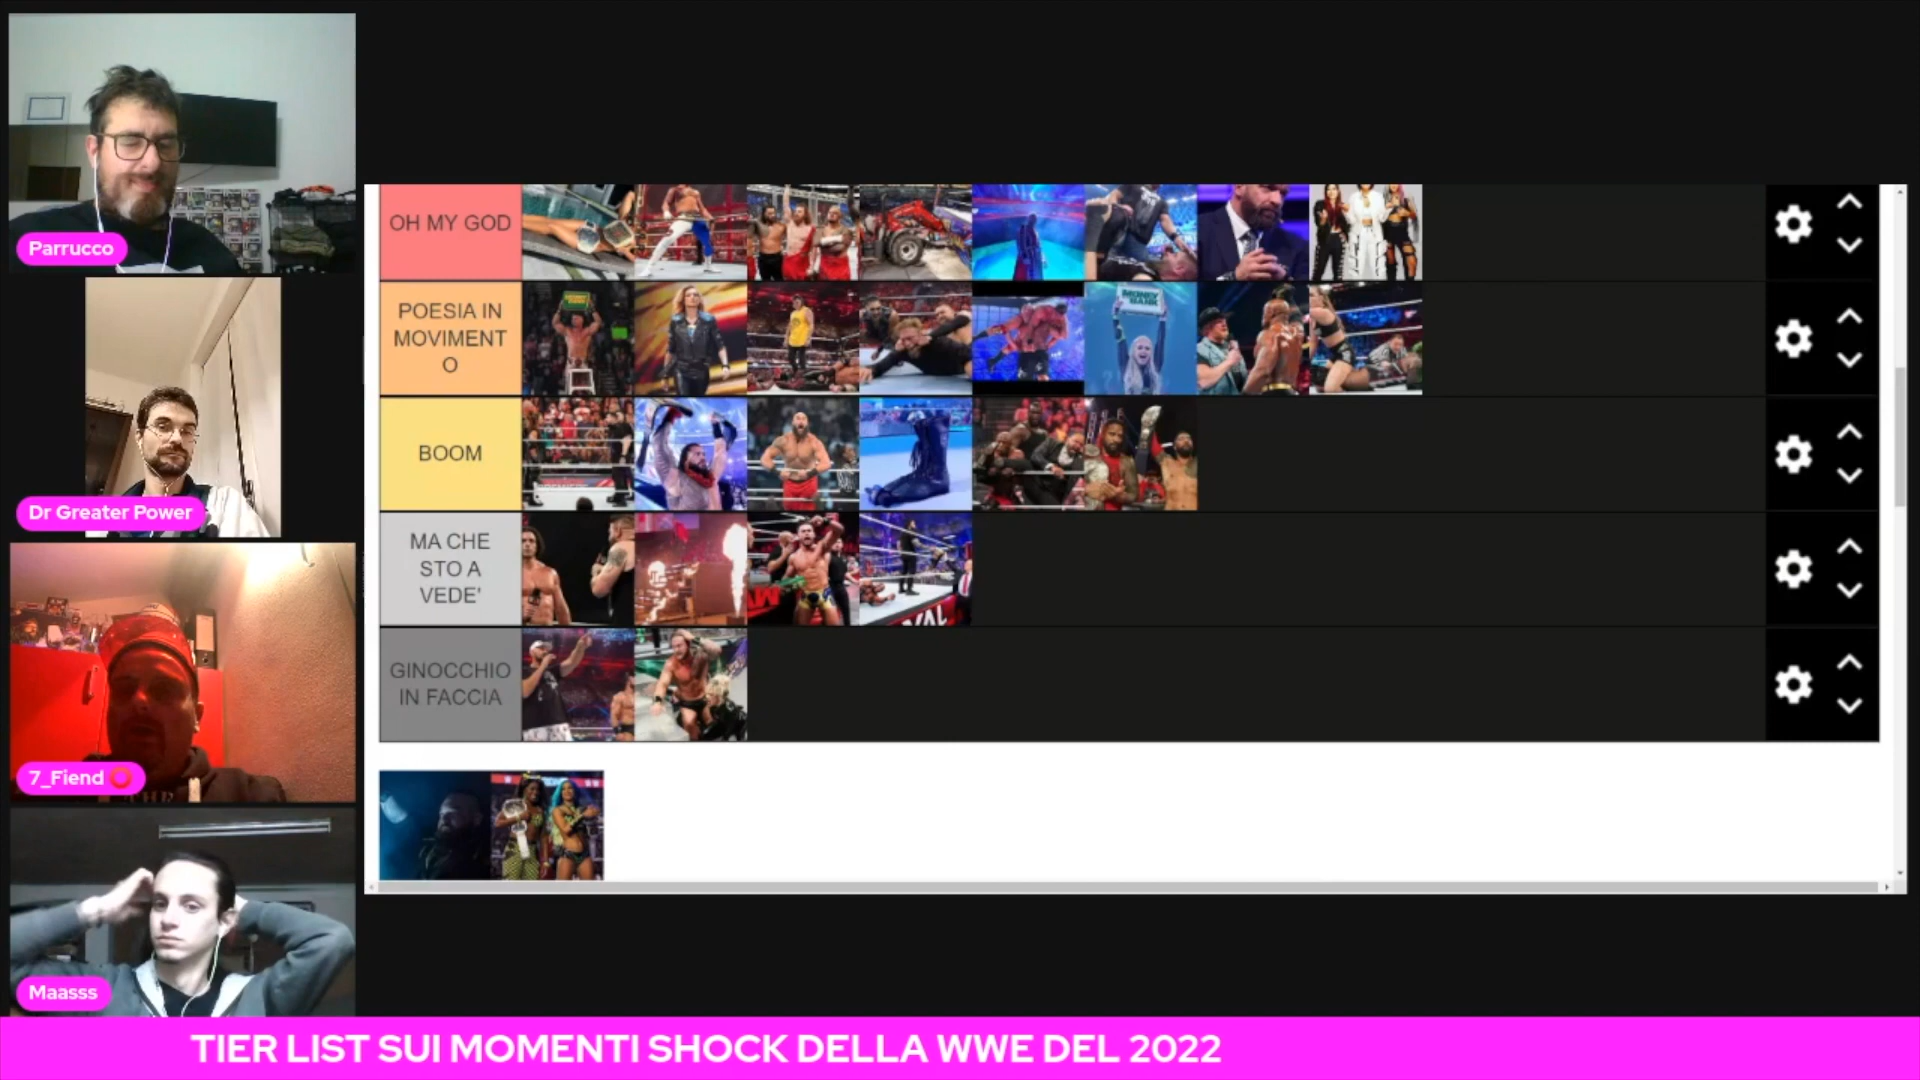 Parrucco
Dr Greater Power
7_Fiend
Maasss
OH MY GOD
POESIA IN
MOVIMENT
O
BOOM
MA CHE
STO A
VEDE'
GINOCCHIO
IN FACCIA
TIER LIST SUI MOMENTI SHOCK DELLA WWE DEL 2022